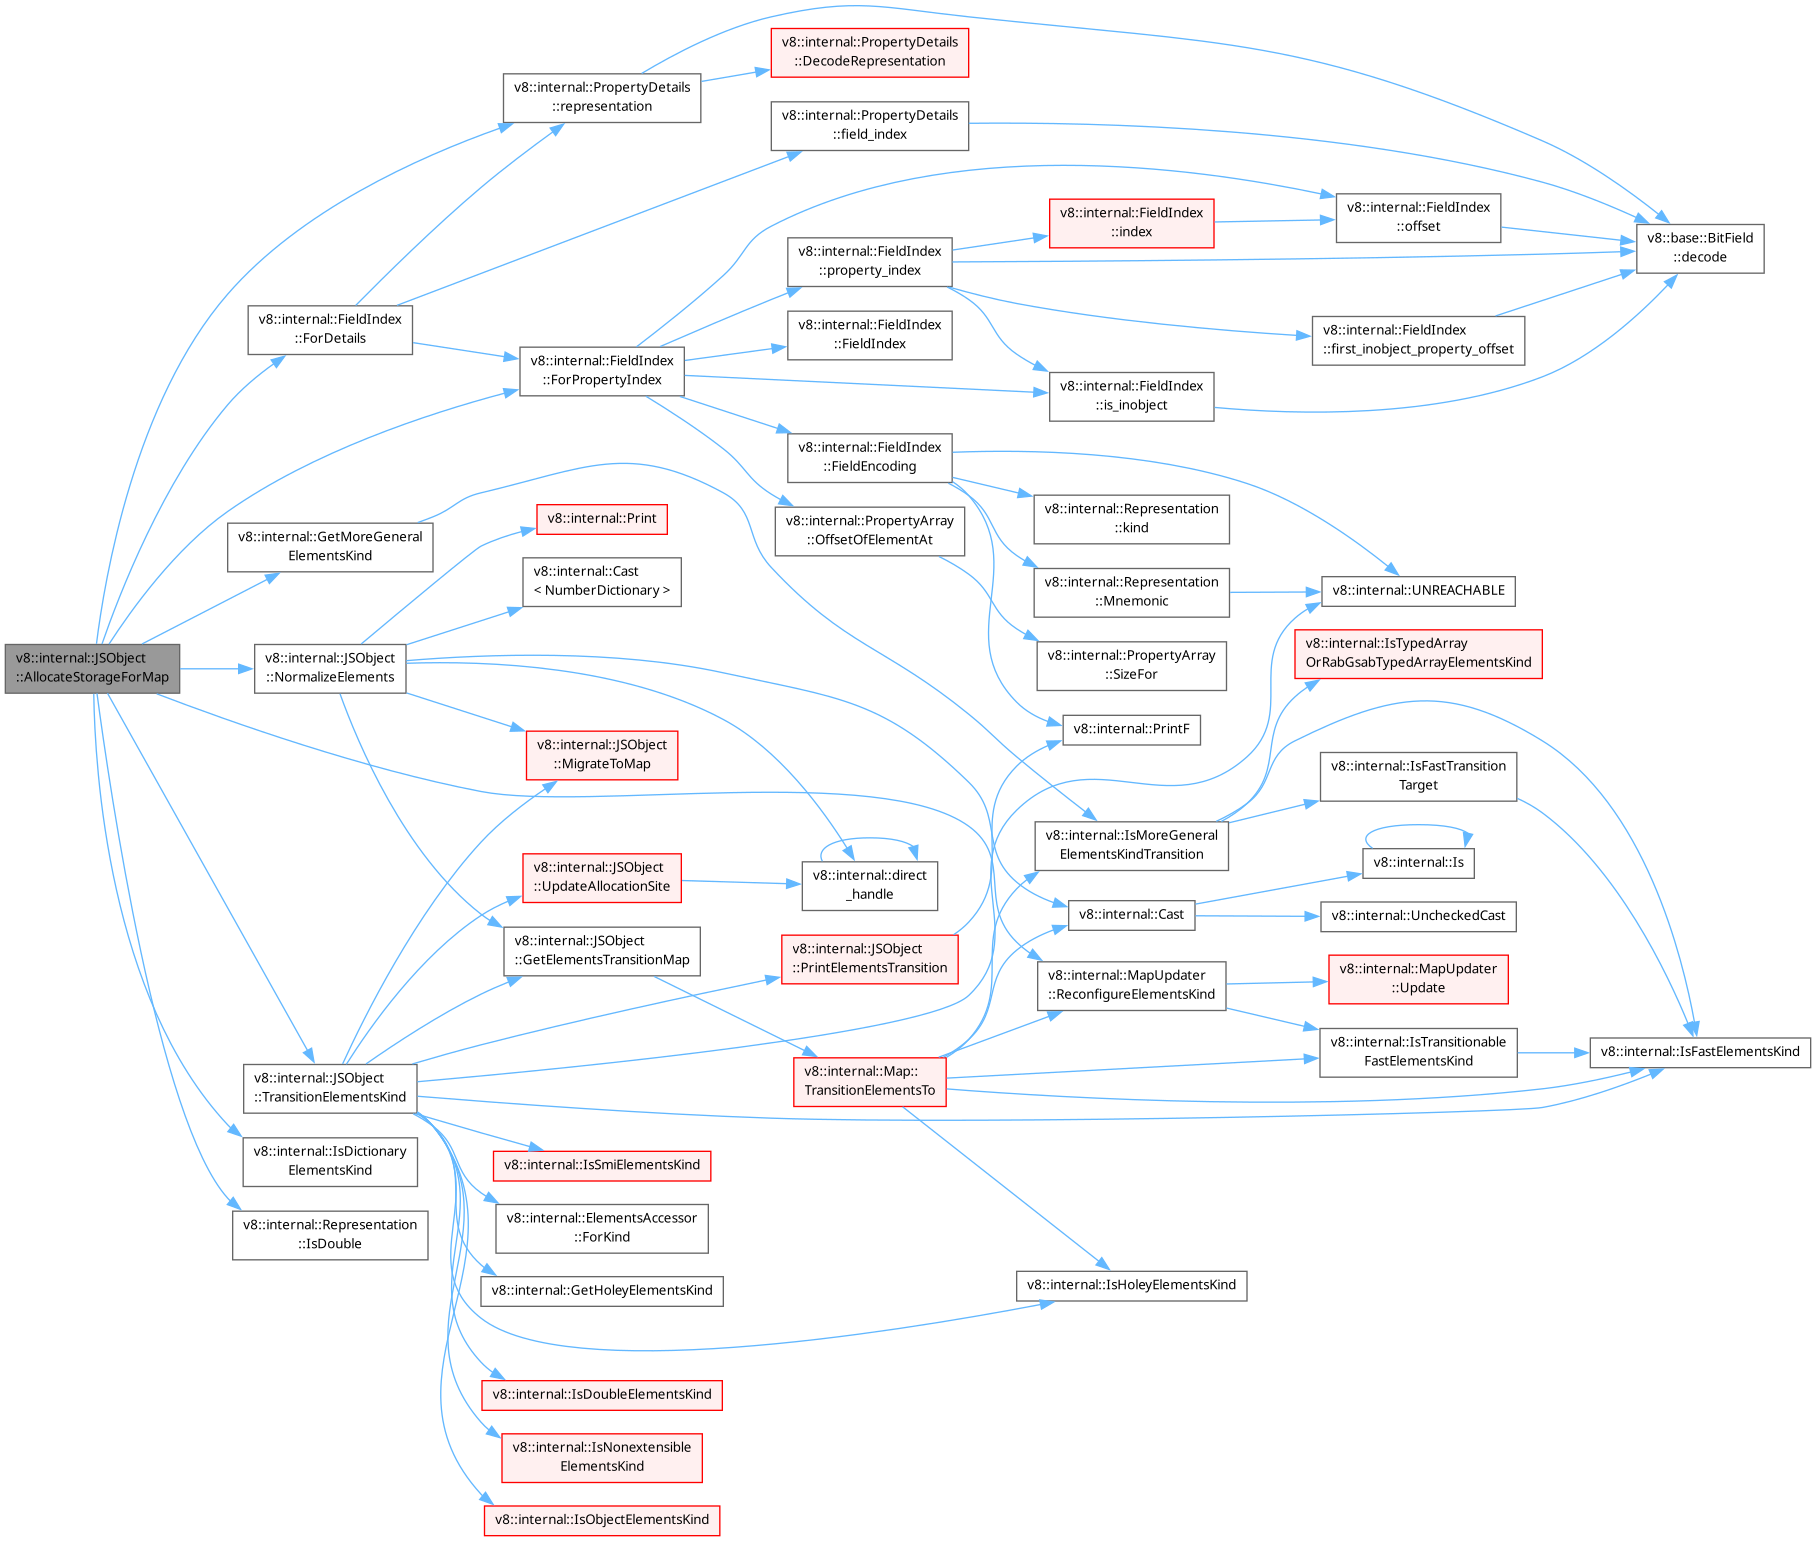 v8::internal::JSObject
::AllocateStorageForMap
v8::internal::PropertyDetails
::representation
v8::internal::FieldIndex
::ForDetails
v8::internal::FieldIndex
::ForPropertyIndex
v8::internal::GetMoreGeneral
ElementsKind
v8::internal::JSObject
::NormalizeElements
v8::internal::JSObject
::TransitionElementsKind
v8::internal::IsDictionary
ElementsKind
v8::internal::Representation
::IsDouble
v8::internal::Print
v8::internal::Cast
< NumberDictionary >
v8::internal::JSObject
::MigrateToMap
v8::internal::JSObject
::UpdateAllocationSite
v8::internal::JSObject
::GetElementsTransitionMap
v8::internal::IsSmiElementsKind
v8::internal::ElementsAccessor
::ForKind
v8::internal::GetHoleyElementsKind
v8::internal::IsDoubleElementsKind
v8::internal::IsNonextensible
ElementsKind
v8::internal::IsObjectElementsKind
v8::internal::PropertyDetails
::DecodeRepresentation
v8::internal::PropertyDetails
::field_index
v8::internal::FieldIndex
::property_index
v8::internal::FieldIndex
::FieldIndex
v8::internal::FieldIndex
::FieldEncoding
v8::internal::PropertyArray
::OffsetOfElementAt
v8::internal::direct
_handle
v8::internal::JSObject
::PrintElementsTransition
v8::internal::Map::
TransitionElementsTo
v8::internal::FieldIndex
::index
v8::internal::FieldIndex
::is_inobject
v8::internal::Representation
::kind
v8::internal::Representation
::Mnemonic
v8::internal::PropertyArray
::SizeFor
v8::internal::PrintF
v8::internal::IsMoreGeneral
ElementsKindTransition
v8::internal::Cast
v8::internal::MapUpdater
::ReconfigureElementsKind
v8::internal::IsHoleyElementsKind
v8::internal::FieldIndex
::offset
v8::internal::FieldIndex
::first_inobject_property_offset
v8::internal::UNREACHABLE
v8::internal::IsTypedArray
OrRabGsabTypedArrayElementsKind
v8::internal::IsFastTransition
Target
v8::internal::Is
v8::internal::UncheckedCast
v8::internal::MapUpdater
::Update
v8::internal::IsTransitionable
FastElementsKind
v8::base::BitField
::decode
v8::internal::IsFastElementsKind